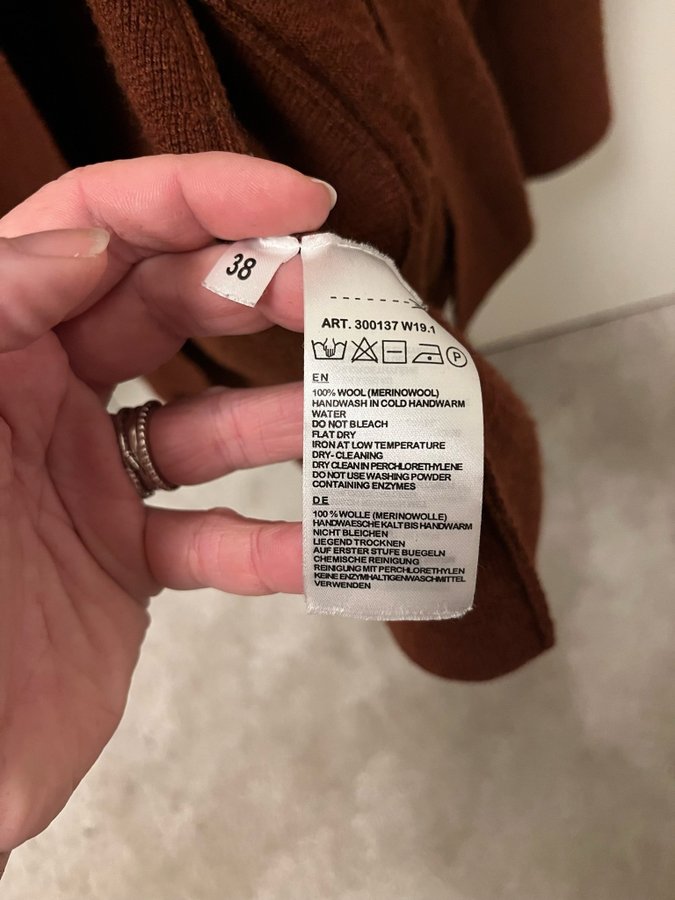 38
ART. 300137 W19.1
P
EN
100% WOOL (MERINOWOOL)
HANDWASH IN COLD HANDWARM
WATER
DO NOT BLEACH
FLAT DRY
IRON AT LOW TEMPERATURE
DRY-CLEANING
DRY CLEAN IN PERCHLORETHYLENE
DO NOT USE WASHING POWDER
CONTAINING ENZYMES
DE
100 % WOLLE (MERINOWOLLE)
HANDWAESCHE KALT BIS HANDWARM
NICHT BLEICHEN
LIEGEND TROCKNEN
AUF ERSTER STUFE BUEGELN
CHEMISCHE REINIGUNG
REINIGUNG MIT PERCHLORETHYLEN
KEINE ENZYMHALTIGEN WASCHMITTEL
VERWENDEN